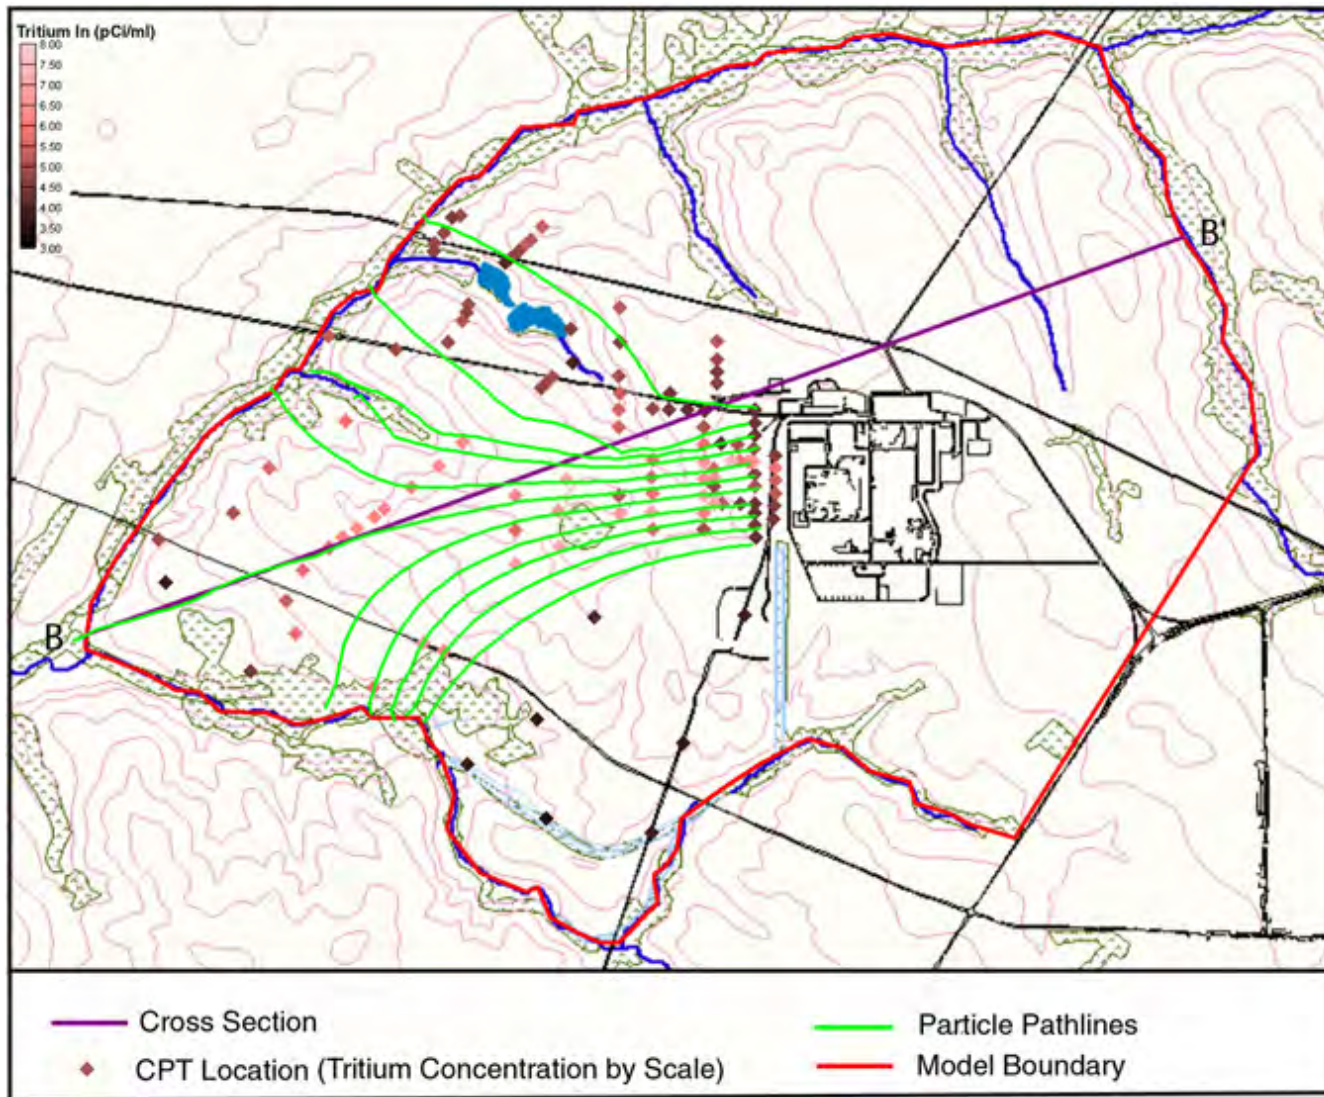 Tritium ln (pCi/ml)
8.00
7.50
7.00
6.50
6.00
5.50
5.00
4.50
4.00
3.50
3.00
B'
B
Cross Section
Particle Pathlines
CPT Location (Tritium Concentration by Scale)
Model Boundary